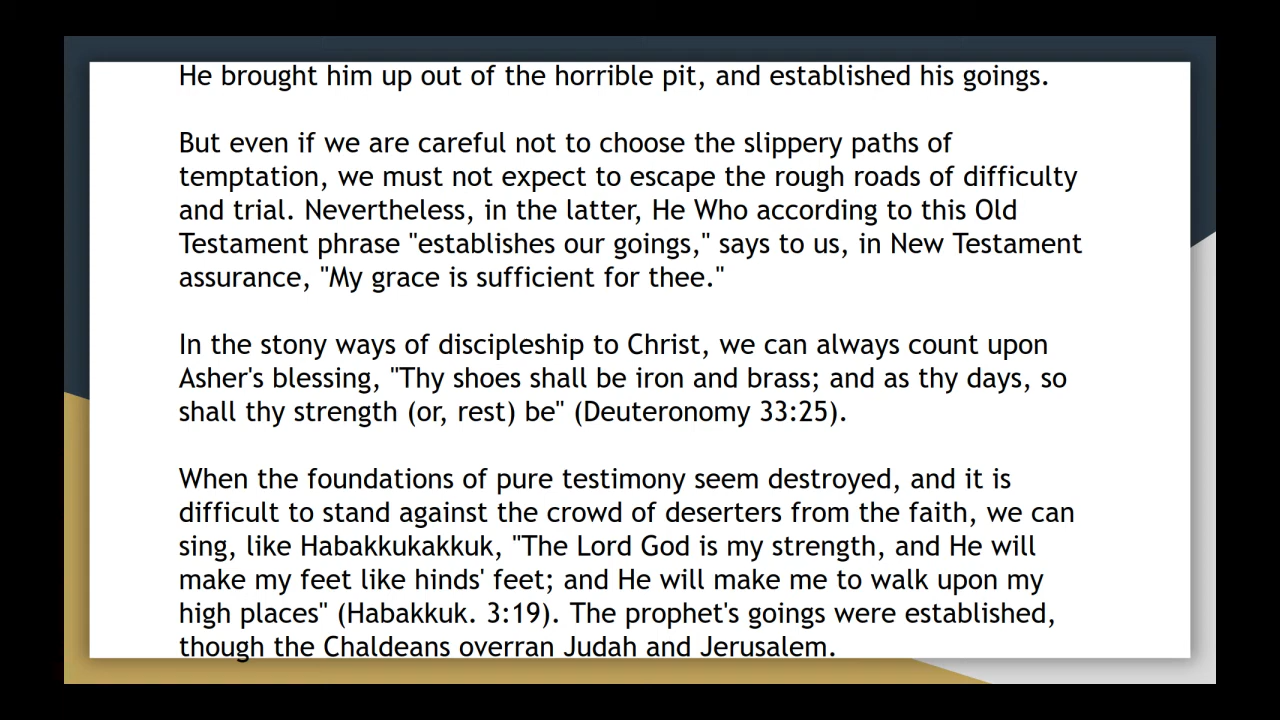 He brought him up out of the horrible pit, and established his goings.
But even if we are careful not to choose the slippery paths of
temptation, we must not expect to escape the rough roads of difficulty
and trial. Nevertheless, in the latter, He Who according to this Old
Testament phrase "establishes our goings," says to us, in New Testament
assurance, "My grace is sufficient for thee."
In the stony ways of discipleship to Christ, we can always count upon
Asher's blessing, "Thy shoes shall be iron and brass; and as thy days, so
shall thy strength (or, rest) be" (Deuteronomy 33:25).
When the foundations of pure testimony seem destroyed, and it is
difficult to stand against the crowd of deserters from the faith, we can
sing, like Habakkukakkuk, "The Lord God is my strength, and He will
make my feet like hinds' feet; and He will make me to walk upon my
high places" (Habakkuk. 3:19). The prophet's goings were established,
though the Chaldeans overran Judah and Jerusalem.